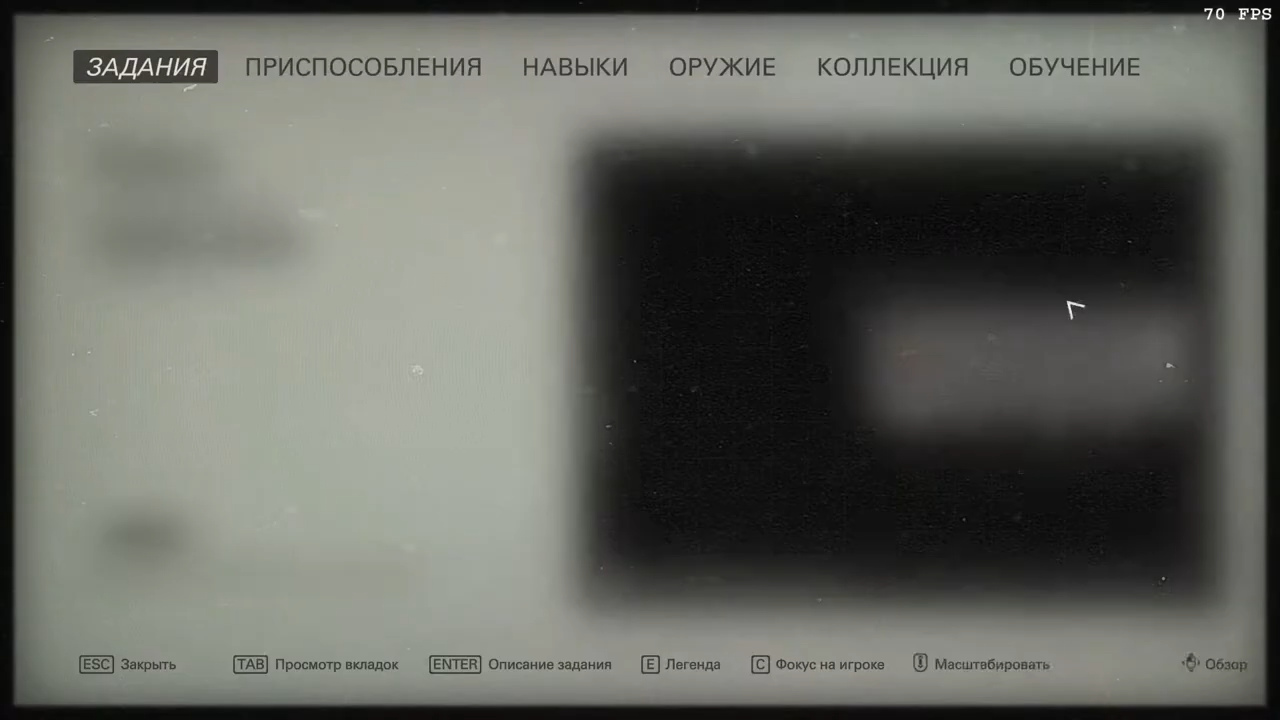 70 FPS
ЗАДАНИЯ ПРИСПОСОБЛЕНИЯ НАВЫКИ ОРУЖИЕ КОЛЛЕКЦИЯ ОБУЧЕНИЕ
ESC Закрыть TAB Просмотр вкладок ENTER Описание задания E Легенда C Фокус на игроке Масштабировать Обзор